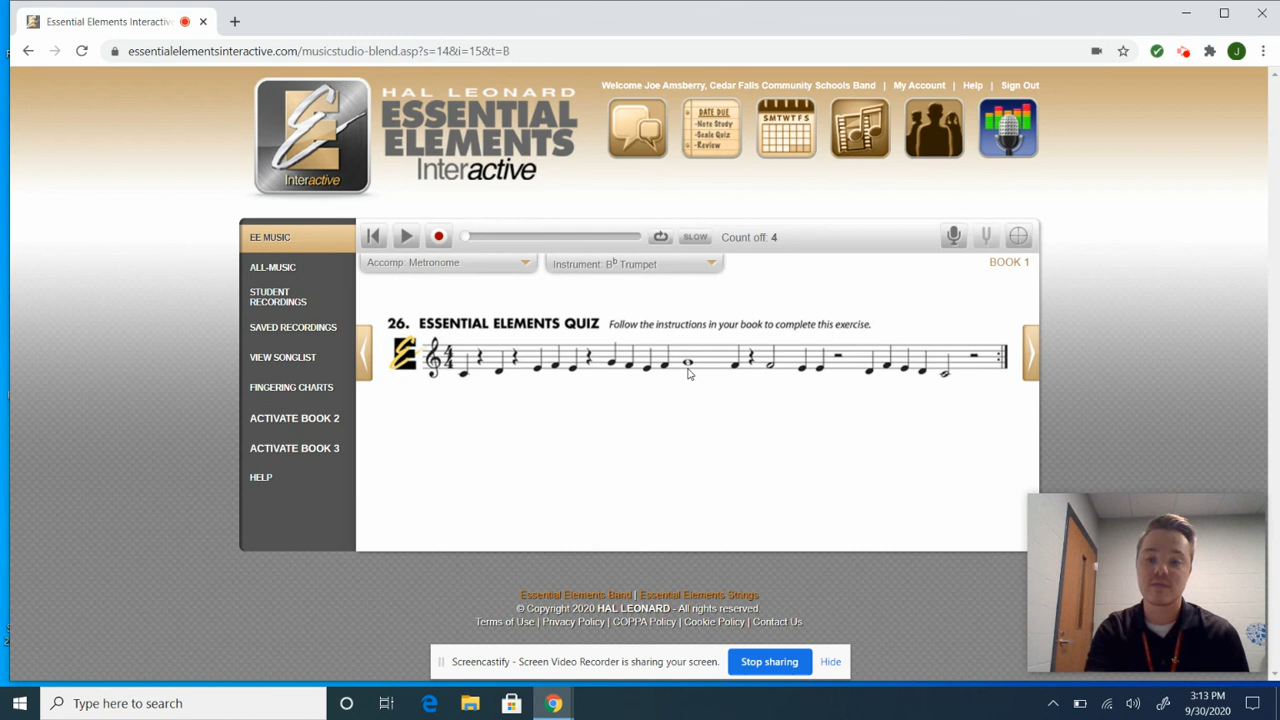 Essential Elements Interactiv
essentialelementsinteractive.com/musicstudio-blend.asp?s=14&i=15&t=B
J
Welcome Joe Amsberry, Cedar Falls Community Schools Band | My Account | Help | Sign Out
E
Interactive
HAL LEONARD
ESSENTIAL
ELEMENTS
Interactive
DATE DUE
-Note Study
-Scale Quiz
-Review
SMTWTFS
EE MUSIC
ALL-MUSIC
STUDENT
RECORDINGS
SAVED RECORDINGS
VIEW SONGLIST
FINGERING CHARTS
ACTIVATE BOOK 2
ACTIVATE BOOK 3
HELP
SLOW
Count off: 4
Accomp: Metronome
Instrument: Bb Trumpet
BOOK 1
26. ESSENTIAL ELEMENTS QUIZ Follow the instructions in your book to complete this exercise.
E
4
4
Essential Elements Band | Essential Elements Strings
© Copyright 2020 HAL LEONARD - All rights reserved
Terms of Use | Privacy Policy | COPPA Policy | Cookie Policy | Contact Us
Screencastify - Screen Video Recorder is sharing your screen.
Stop sharing
Hide
Type here to search
3:13 PM
9/30/2020